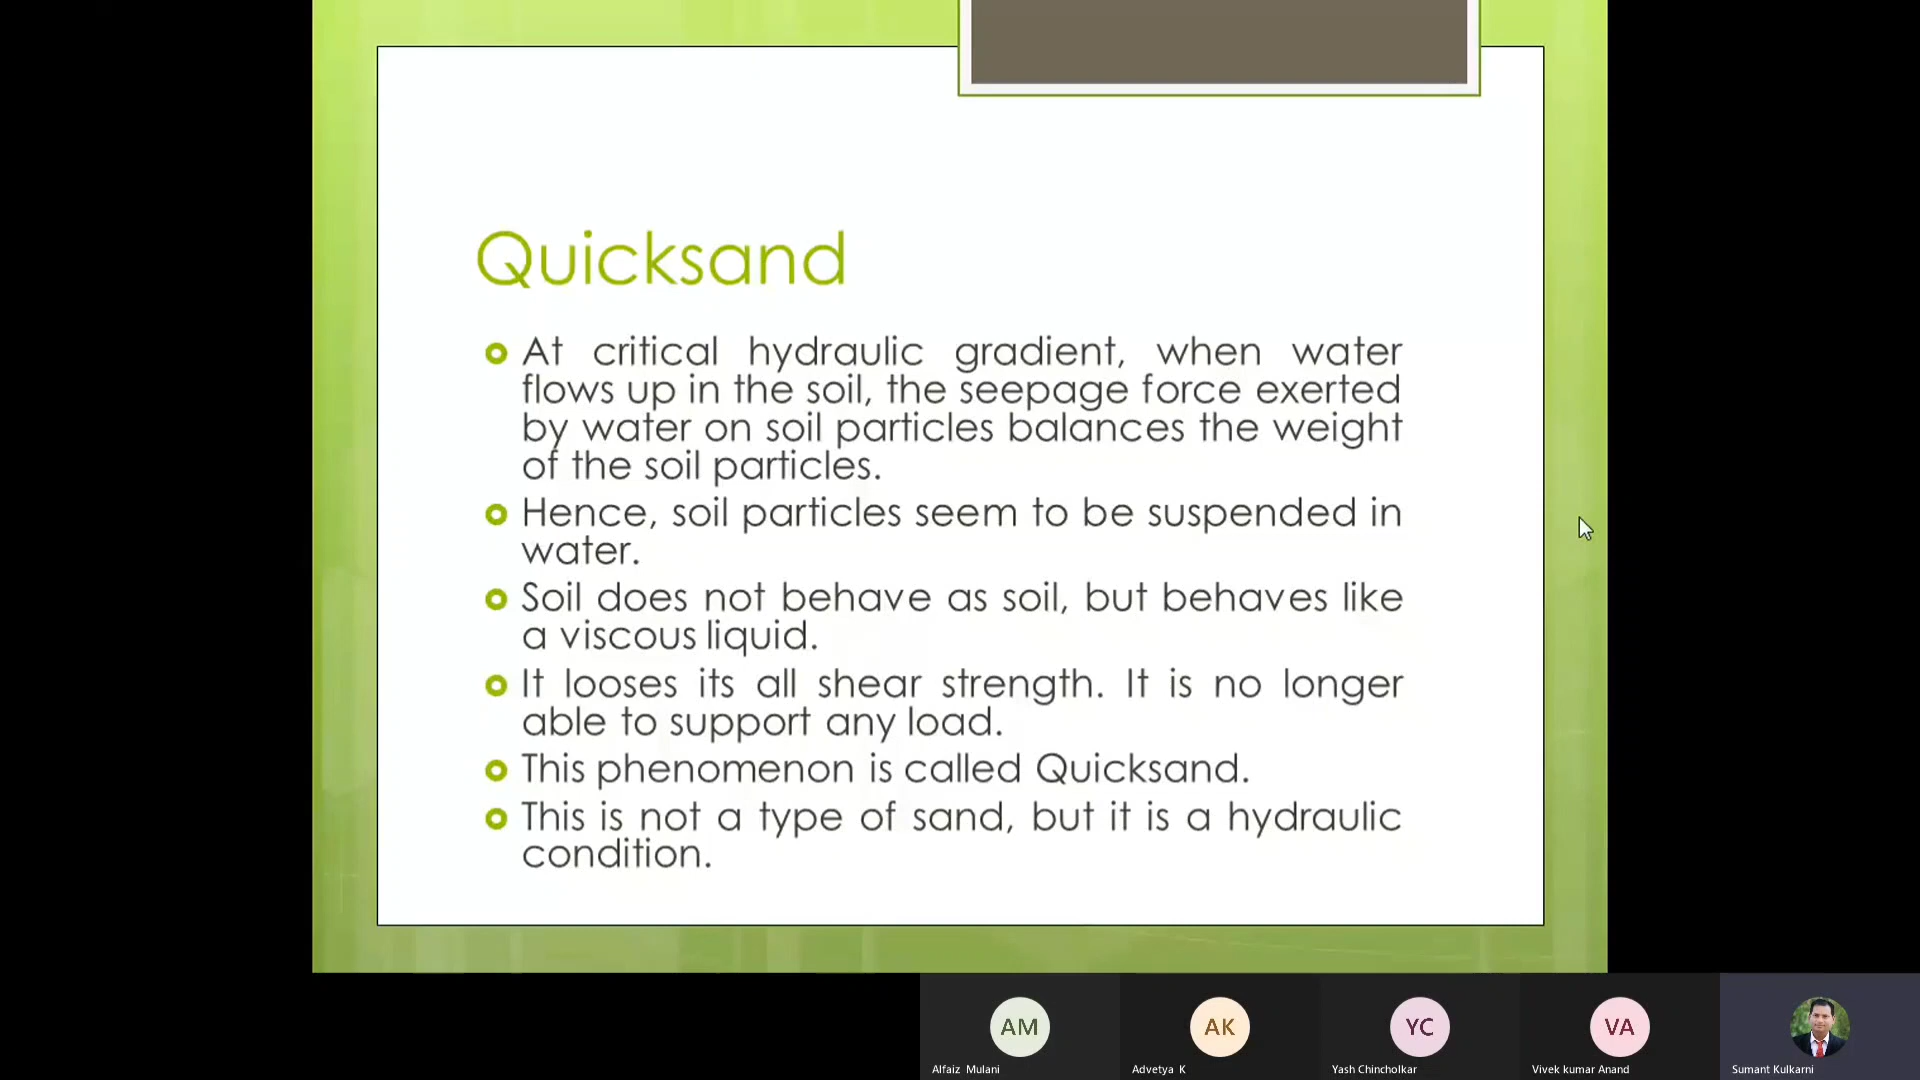 Quicksand
At critical hydraulic gradient, when water
flows up in the soil, the seepage force exerted
by water on soil particles balances the weight
of the soil particles.
Hence, soil particles seem to be suspended in
water.
Soil does not behave as soil, but behaves like
a viscous liquid.
It looses its all shear strength. It is no longer
able to support any load.
This phenomenon is called Quicksand.
This is not a type of sand, but it is a hydraulic
condition.
AM
AK
YC
VA
Alfaiz Mulani
Advetya K
Yash Chincholkar
Vivek kumar Anand
Sumant Kulkarni